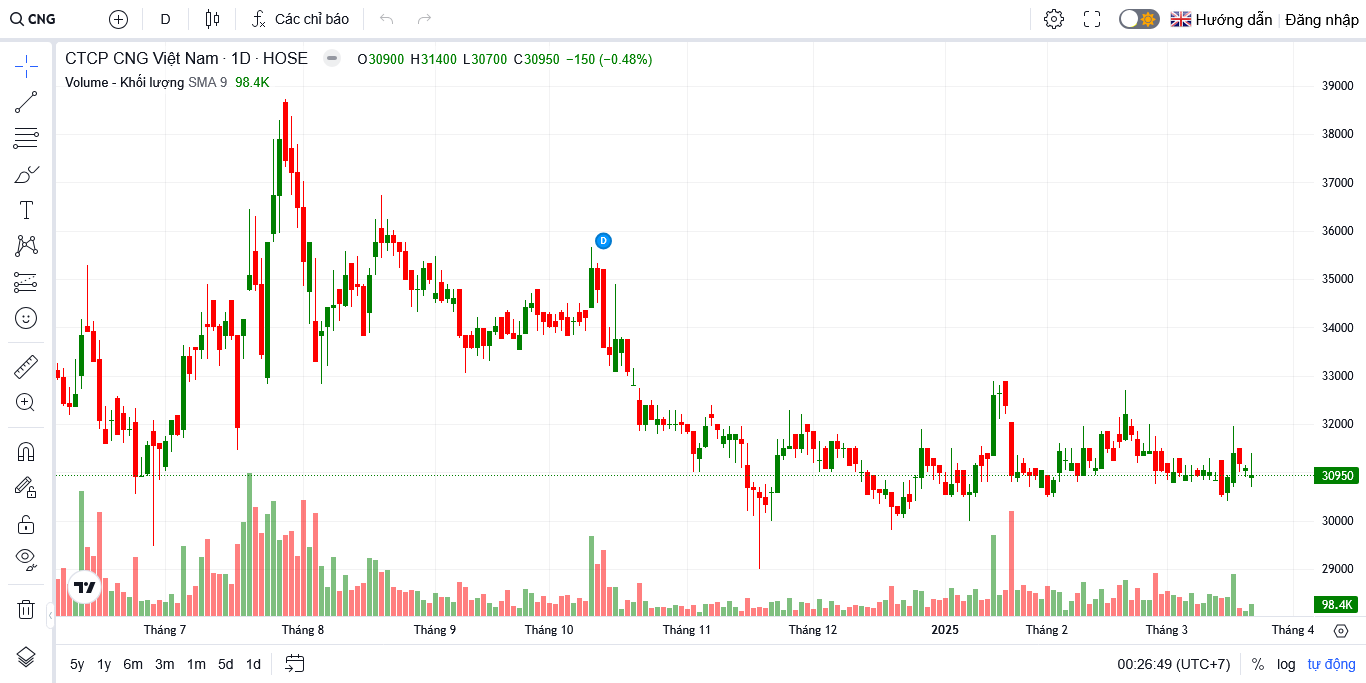 CNG D Các chỉ báo Hướng dẫn Đăng nhập
CTCP CNG Việt Nam · 1D · HOSE O30900 H31400 L30700 C30950 −150 (−0.48%)
Volume - Khối lượng SMA 9 98.4K
39000
38000
37000
36000
D
35000
34000
33000
32000
30950
30000
29000
98.4K
Tháng 7 Tháng 8 Tháng 9 Tháng 10 Tháng 11 Tháng 12 2025 Tháng 2 Tháng 3 Tháng 4
5y 1y 6m 3m 1m 5d 1d 00:26:49 (UTC+7) % log tự động